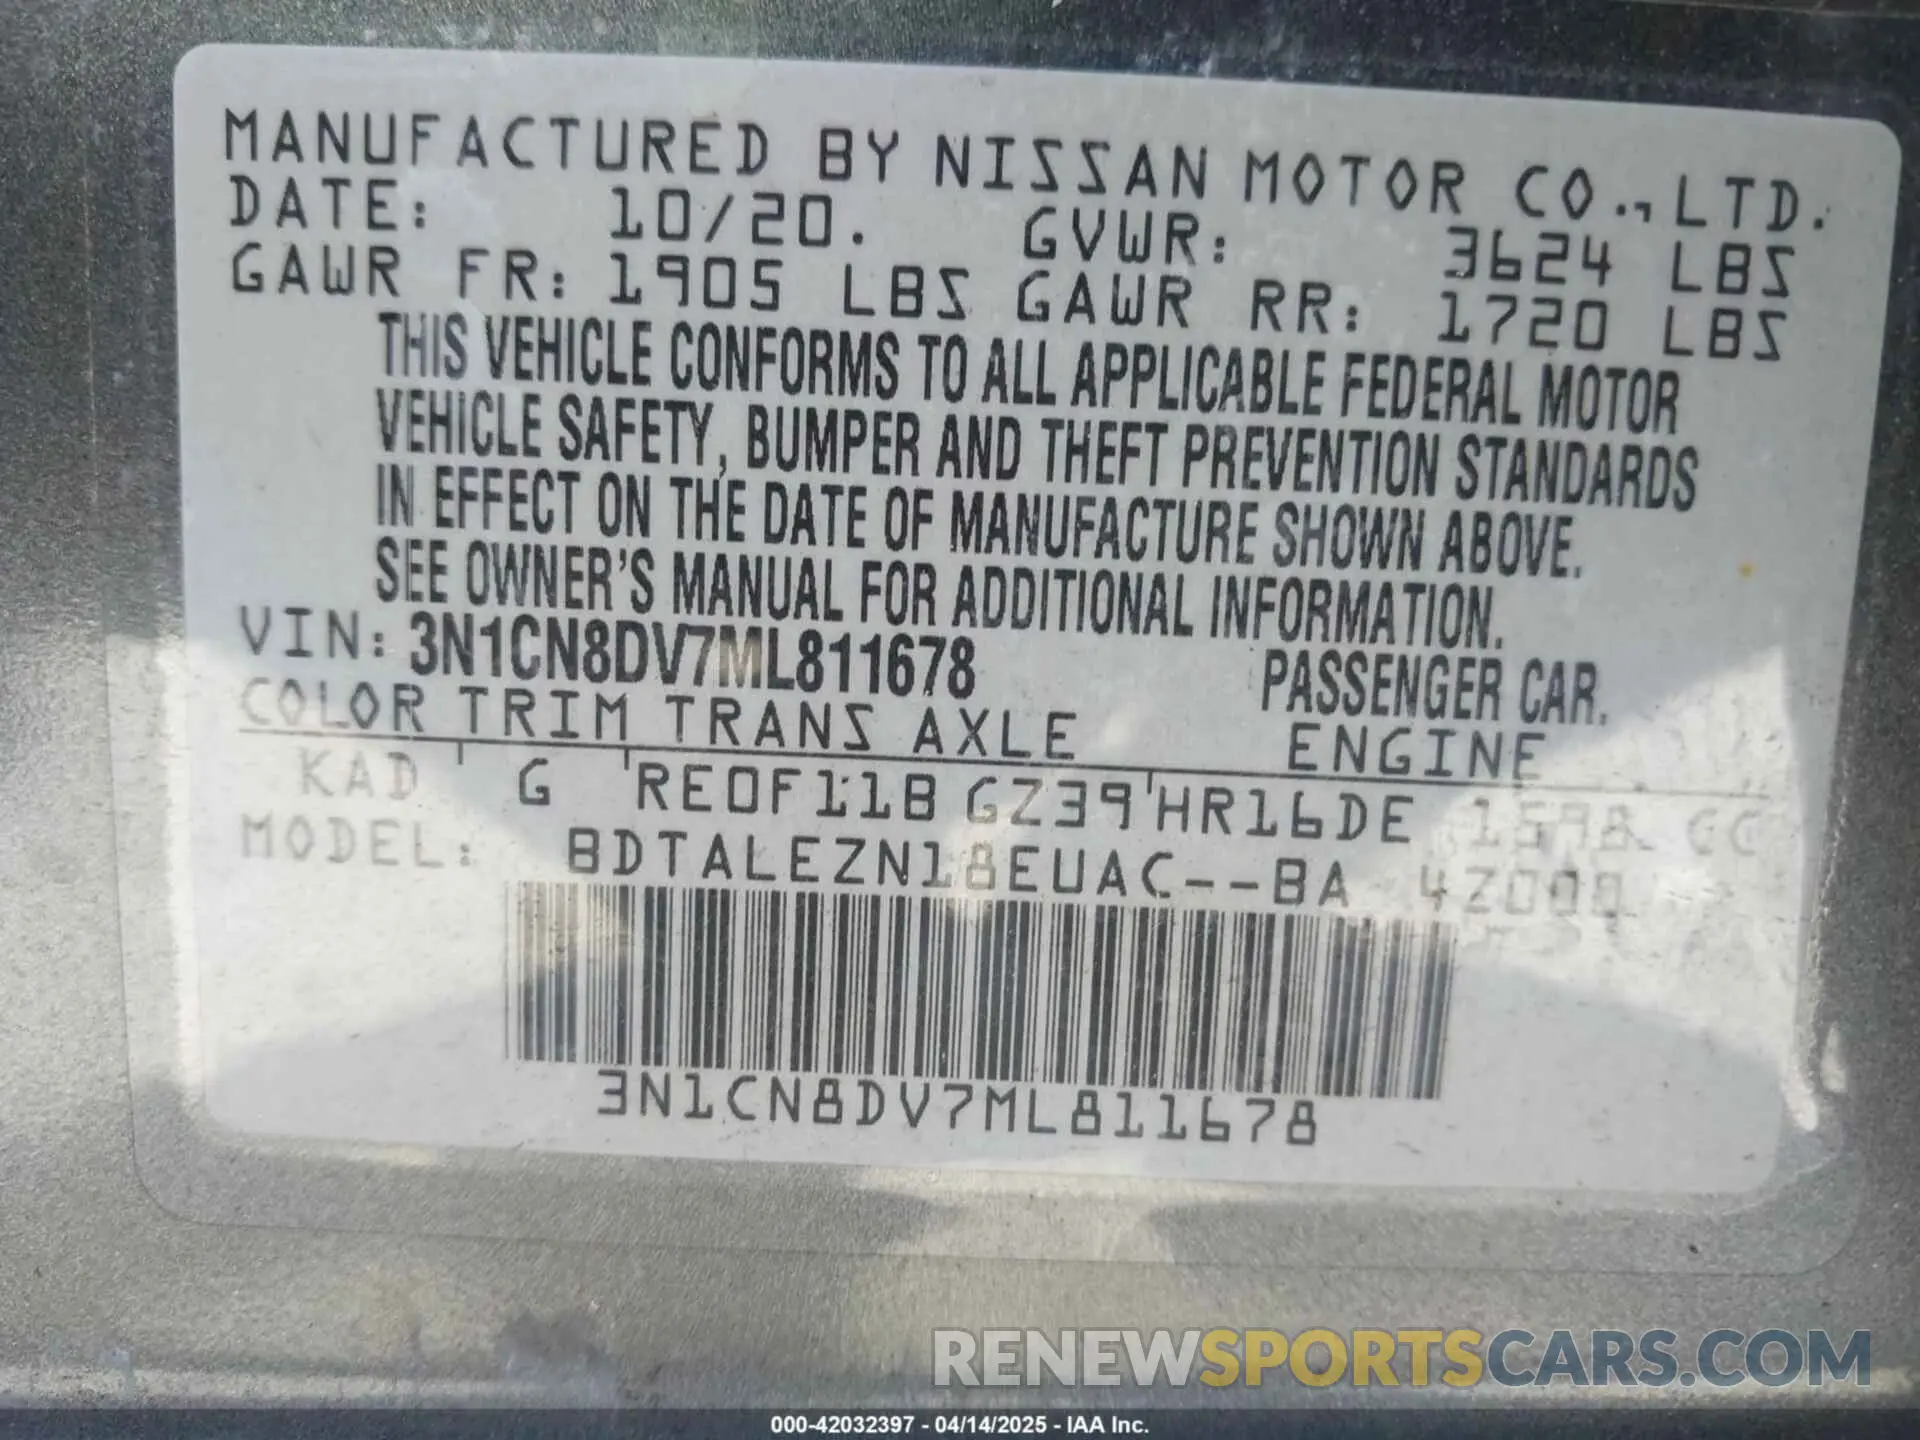 MANUFACTURED BY NISSAN MOTOR CO., LTD.
DATE: 10/20. GVWR: 3624 LBS
GAWR FR: 1905 LBS GAWR RR: 1720 LBS
THIS VEHICLE CONFORMS TO ALL APPLICABLE FEDERAL MOTOR
VEHICLE SAFETY, BUMPER AND THEFT PREVENTION STANDARDS
IN EFFECT ON THE DATE OF MANUFACTURE SHOWN ABOVE.
SEE OWNER'S MANUAL FOR ADDITIONAL INFORMATION.
VIN: 3N1CN8DV7ML811678 PASSENGER CAR.
COLOR TRIM TRANS AXLE ENGINE
KAD G RE0F11B GZ39 HR16DE 1598 CC
MODEL: BDTALEZN18EUAC--BA
3N1CN8DV7ML811678
RENEWSPORTSCARS.COM
000-42032397 - 04/14/2025 - IAA Inc.